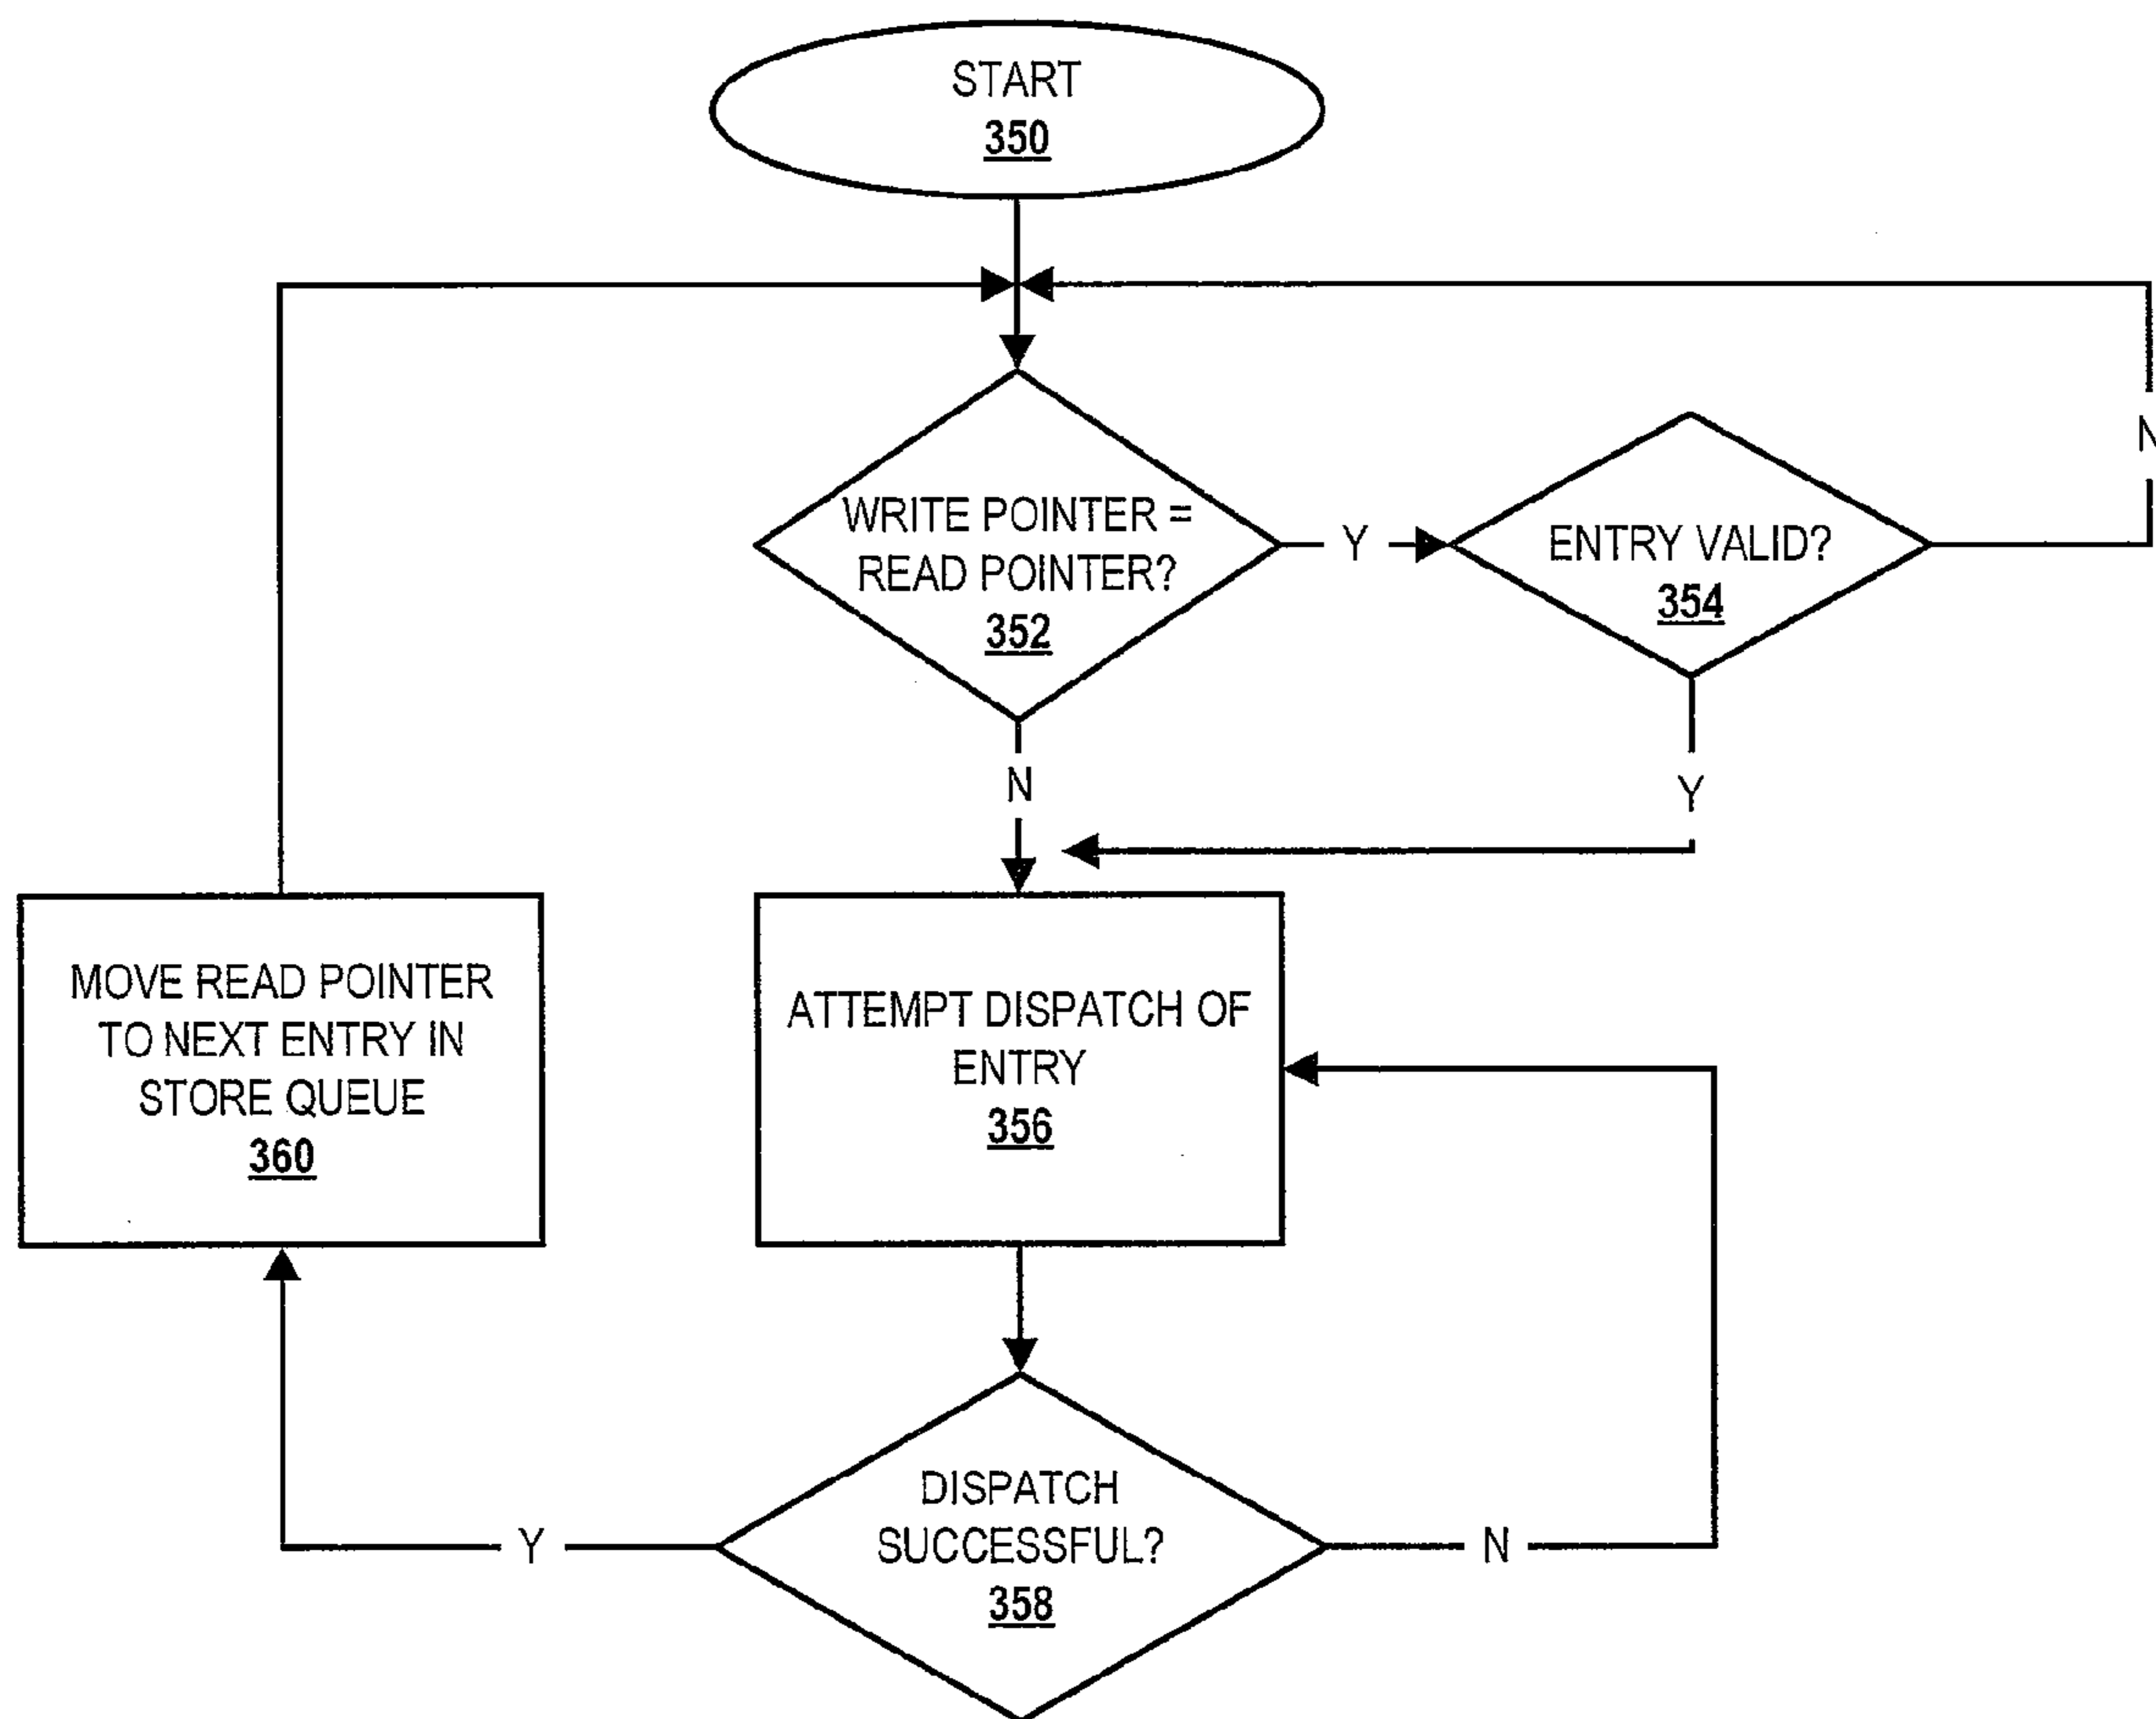 START
350
WRITE POINTER =
READ POINTER?
352
Y
ENTRY VALID?
354
N
N
Y
MOVE READ POINTER
TO NEXT ENTRY IN
STORE QUEUE
360
ATTEMPT DISPATCH OF
ENTRY
356
DISPATCH
SUCCESSFUL?
358
Y
N